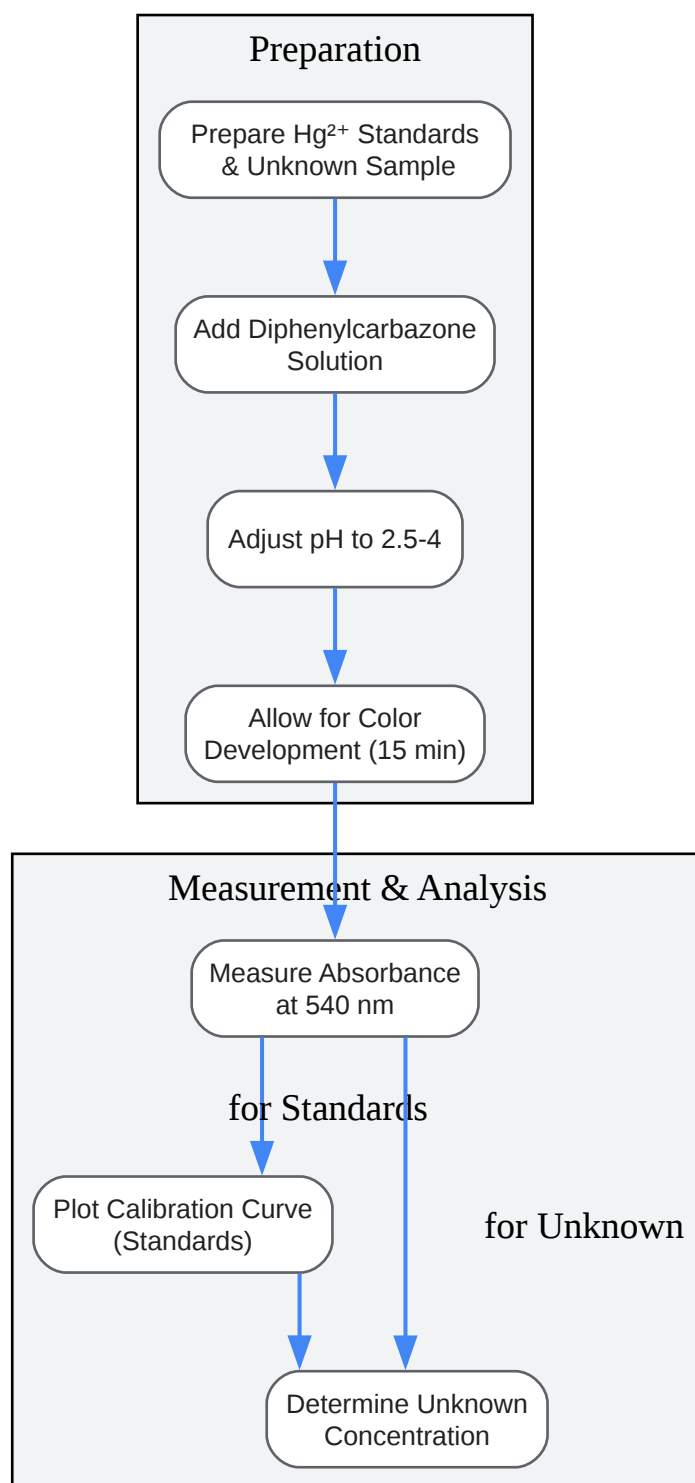 Preparation
Prepare Hg²⁺ Standards
& Unknown Sample
Add Diphenylcarbazone
Solution
Adjust pH to 2.5-4
Allow for Color
Development (15 min)
Measurement & Analysis
Measure Absorbance
at 540 nm
for Standards
Plot Calibration Curve
(Standards)
for Unknown
Determine Unknown
Concentration